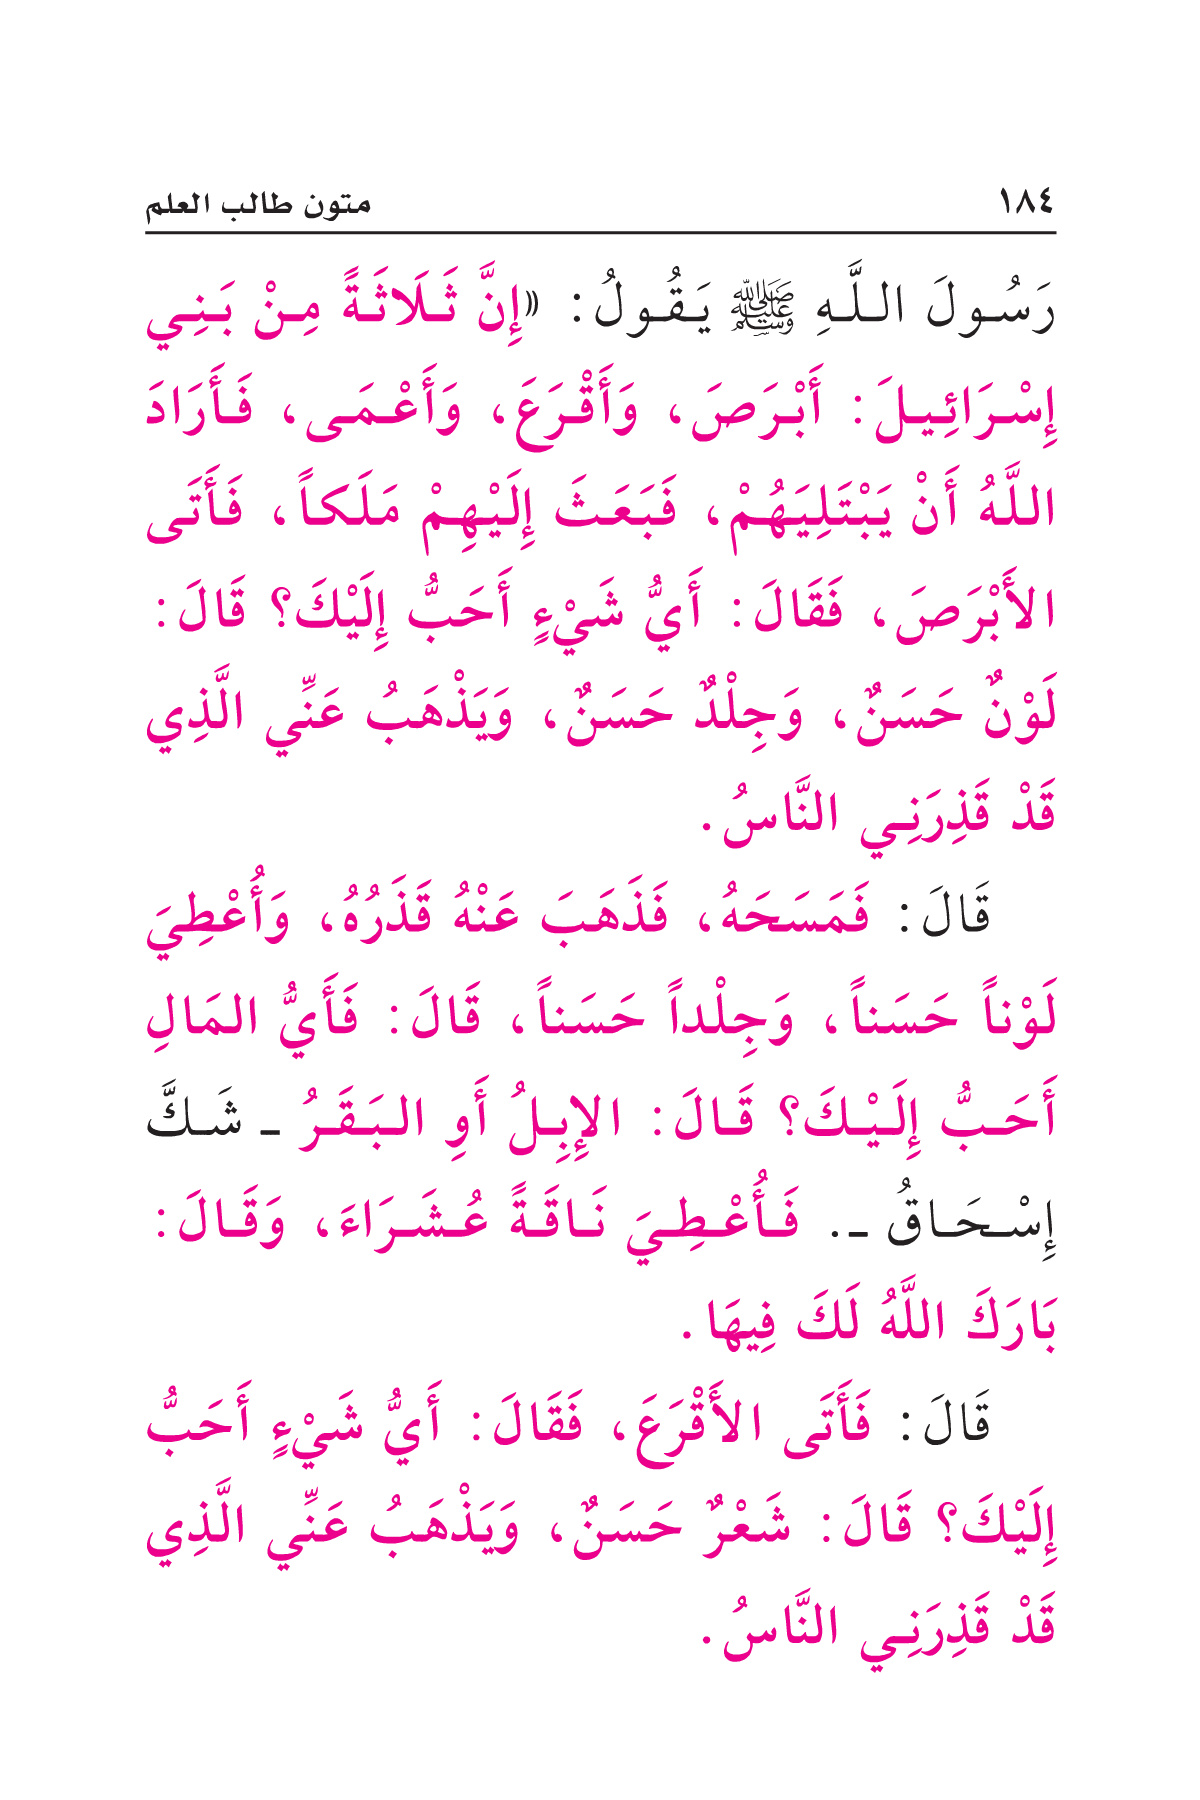 ١٨٤ متون طالب العلم
رَسُولَ اللَّهِ ﷺ يَقُولُ: «إِنَّ ثَلَاثَةً مِنْ بَنِي
إِسْرَائِيلَ: أَبْرَصَ، وَأَقْرَعَ، وَأَعْمَى، فَأَرَادَ
اللَّهُ أَنْ يَبْتَلِيَهُمْ، فَبَعَثَ إِلَيْهِمْ مَلَكاً، فَأَتَى
الأَبْرَصَ، فَقَالَ: أَيُّ شَيْءٍ أَحَبُّ إِلَيْكَ؟ قَالَ:
لَوْنٌ حَسَنٌ، وَجِلْدٌ حَسَنٌ، وَيَذْهَبُ عَنِّي الَّذِي
قَدْ قَذِرَنِي النَّاسُ.
قَالَ: فَمَسَحَهُ، فَذَهَبَ عَنْهُ قَذَرُهُ، وَأُعْطِيَ
لَوْناً حَسَناً، وَجِلْداً حَسَناً، قَالَ: فَأَيُّ المَالِ
أَحَبُّ إِلَيْكَ؟ قَالَ: الإِبِلُ أَوِ البَقَرُ ـ شَكَّ
إِسْحَاقُ ـ. فَأُعْطِيَ نَاقَةً عُشَرَاءَ، وَقَالَ:
بَارَكَ اللَّهُ لَكَ فِيهَا.
قَالَ: فَأَتَى الأَقْرَعَ، فَقَالَ: أَيُّ شَيْءٍ أَحَبُّ
إِلَيْكَ؟ قَالَ: شَعْرٌ حَسَنٌ، وَيَذْهَبُ عَنِّي الَّذِي
قَدْ قَذِرَنِي النَّاسُ.